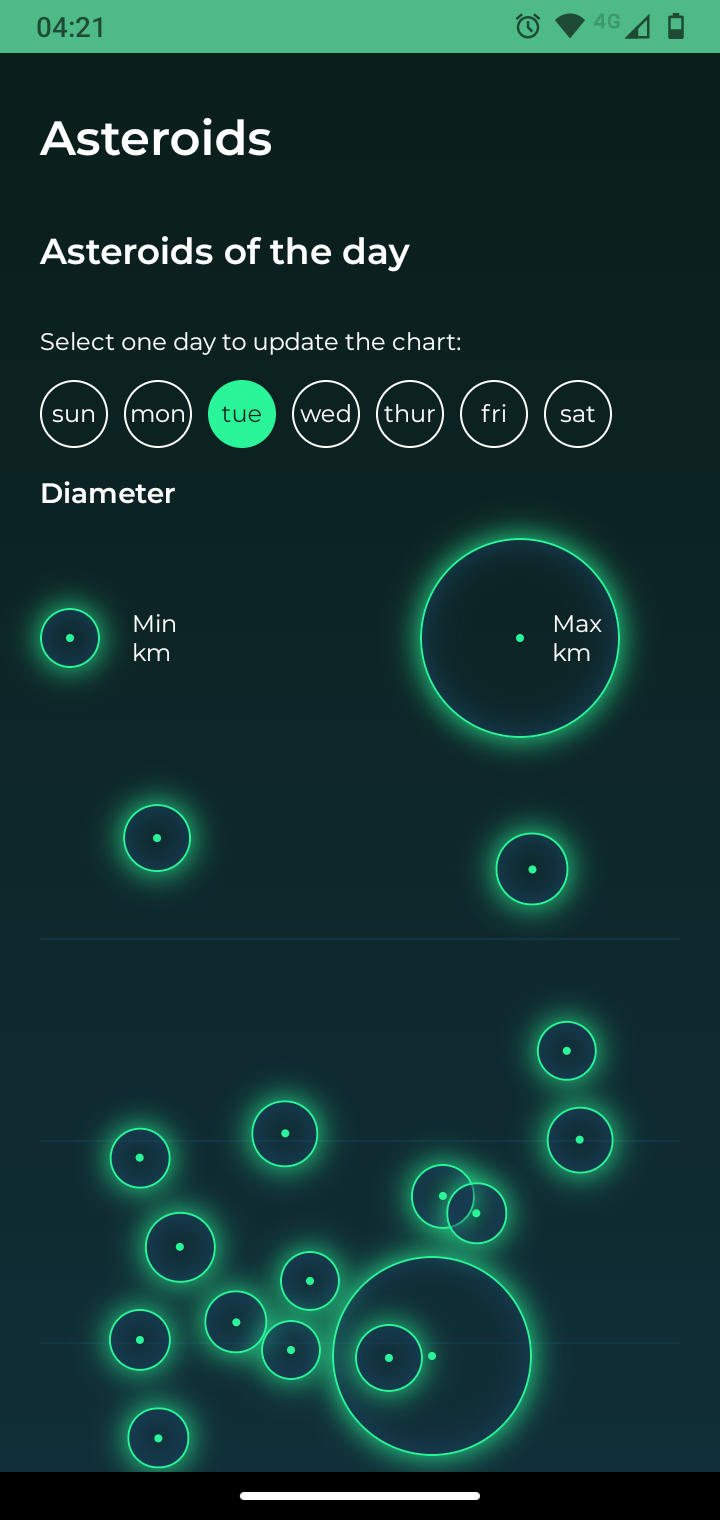 04:21
4G
Asteroids
Asteroids of the day
Select one day to update the chart:
sun mon tue wed thur fri sat
Diameter
Min
km
Max
km